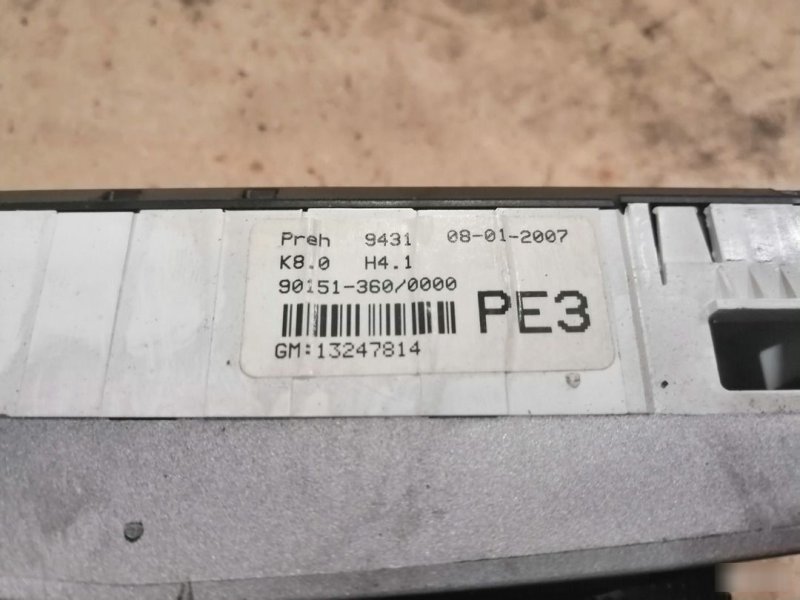 Preh 9431 08-01-2007
K8.0 H4.1
90151-360/0000
PE3
GM:13247814